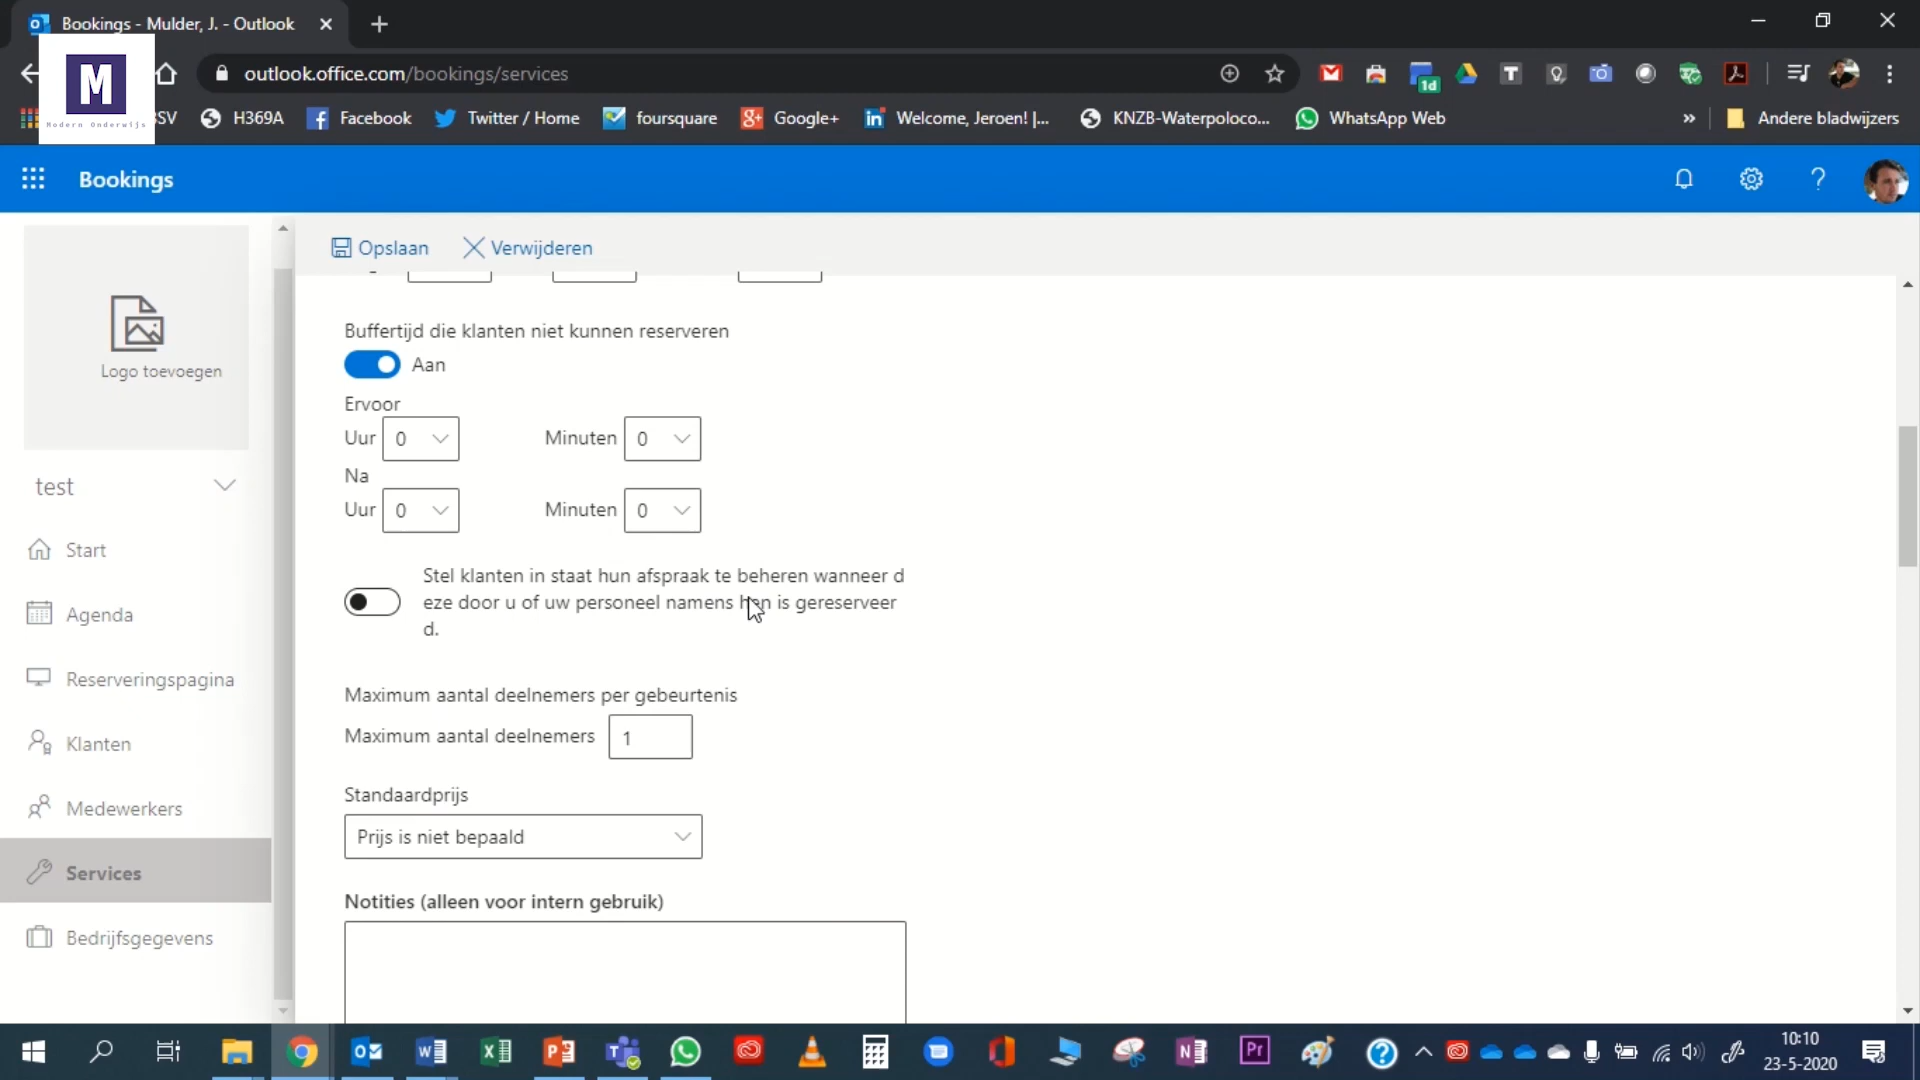 Bookings - Mulder, J. - Outlook
outlook.office.com/bookings/services
1d
M
Modern Onderwijs
SV
H369A
Facebook
Twitter / Home
foursquare
Google+
Welcome, Jeroen! |...
KNZB-Waterpoloco...
WhatsApp Web
»
Andere bladwijzers
Bookings
Opslaan
Verwijderen
Logo toevoegen
test
Start
Agenda
Reserveringspagina
Klanten
Medewerkers
Services
Bedrijfsgegevens
Buffertijd die klanten niet kunnen reserveren
Aan
Ervoor
Uur 0 Minuten 0
Na
Uur 0 Minuten 0
Stel klanten in staat hun afspraak te beheren wanneer d
eze door u of uw personeel namens hen is gereserveer
d.
Maximum aantal deelnemers per gebeurtenis
Maximum aantal deelnemers 1
Standaardprijs
Prijs is niet bepaald
Notities (alleen voor intern gebruik)
10:10
23-5-2020